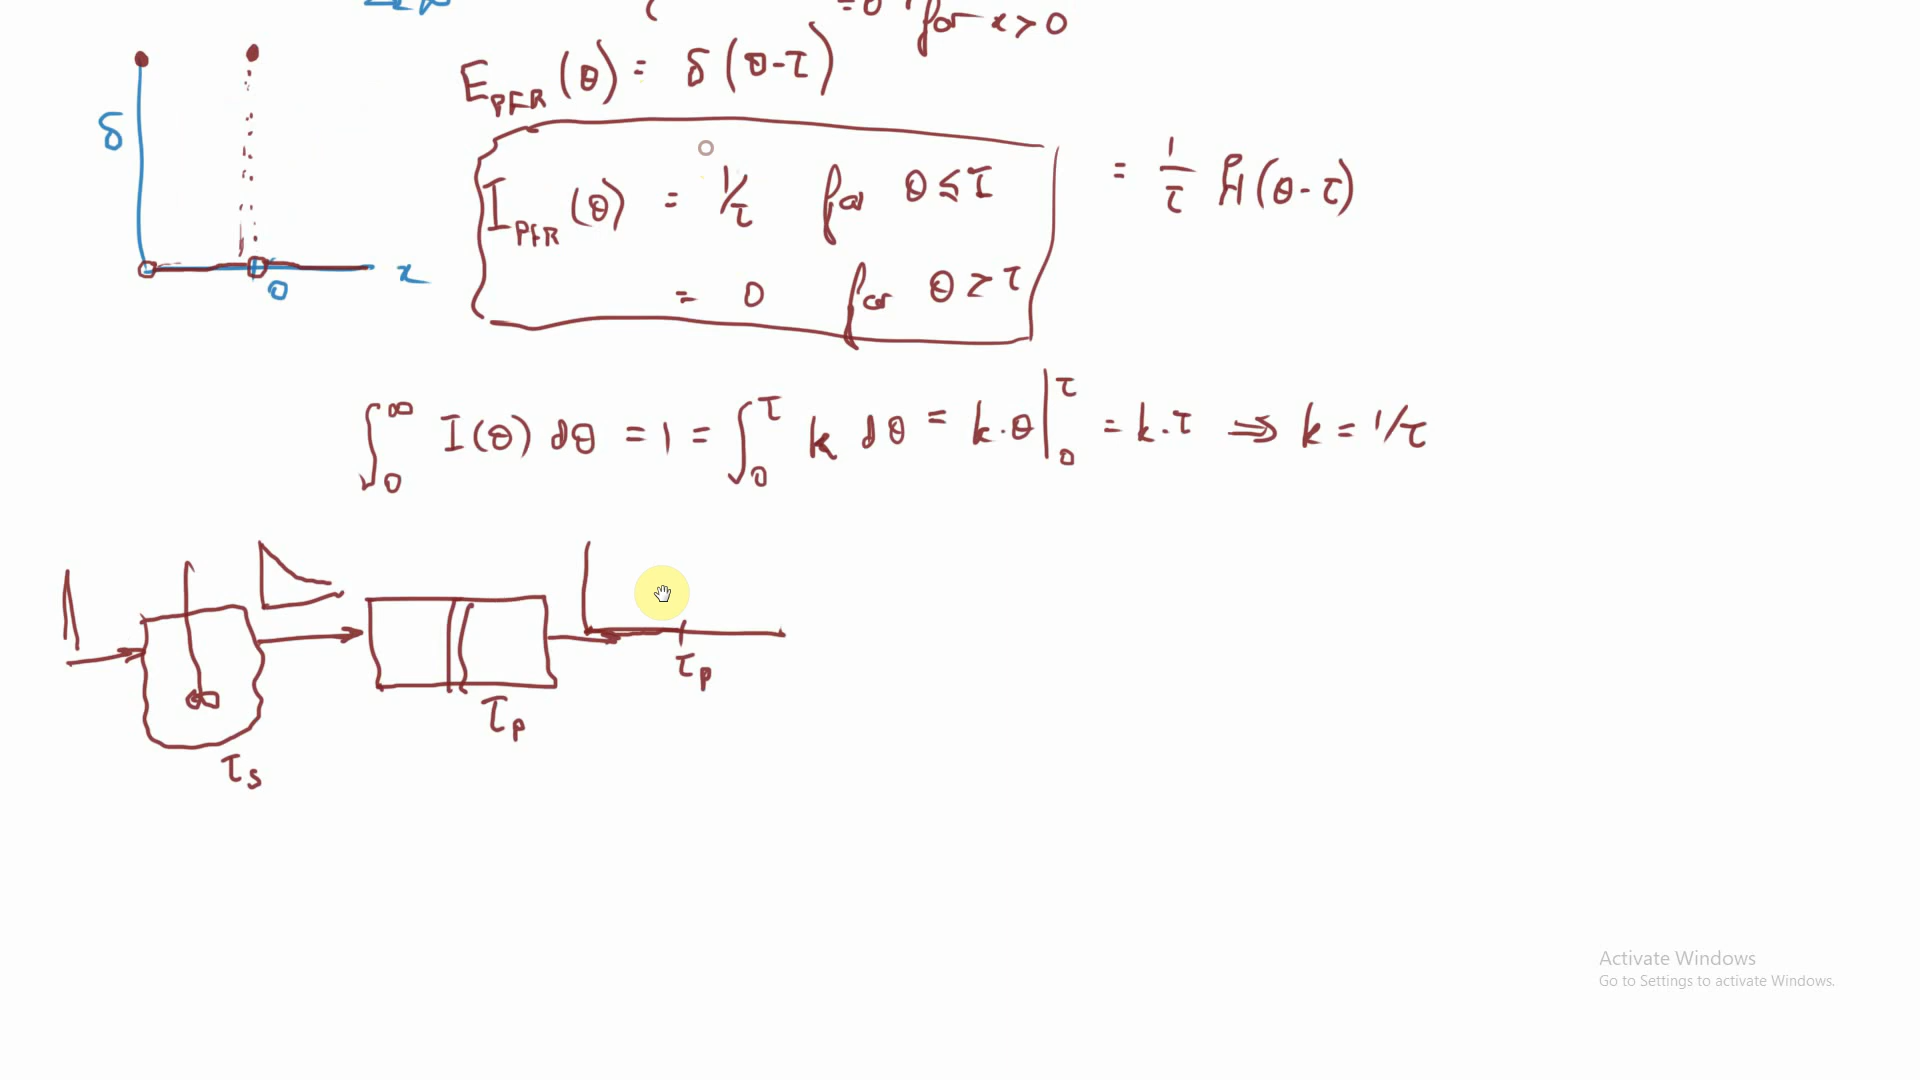 for x > 0
E_PFR (θ) = δ (θ-τ)
δ
I_PFR (θ) = 1/τ for θ ≤ τ
= 1/τ H (θ-τ)
= 0 for θ > τ
x
0
∫_0^∞ I(θ) dθ = 1 = ∫_0^τ k dθ = k.θ |_0^τ = k.τ ⇒ k = 1/τ
τ_p
τ_p
τ_s
Activate Windows
Go to Settings to activate Windows.